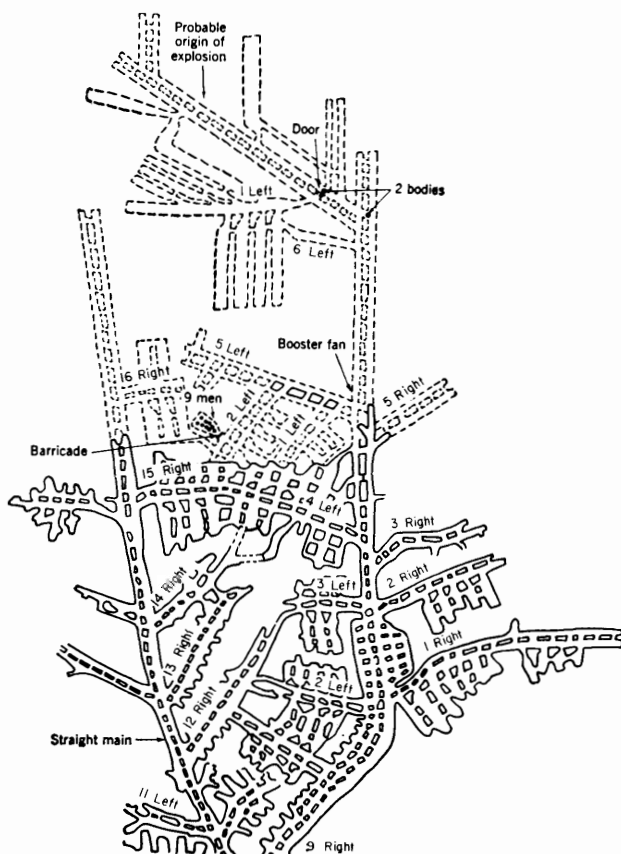 Probable
origin of
explosion
Door
1 Left
2 bodies
6 Left
Booster fan
5 Left
16 Right
9 men
2 Left
5 Right
Left
Barricade
15 Right
4 Left
3 Right
14 Right
3 Left
2 Right
13 Right
1 Right
12 Right
2 Left
Straight main
11 Left
9 Right